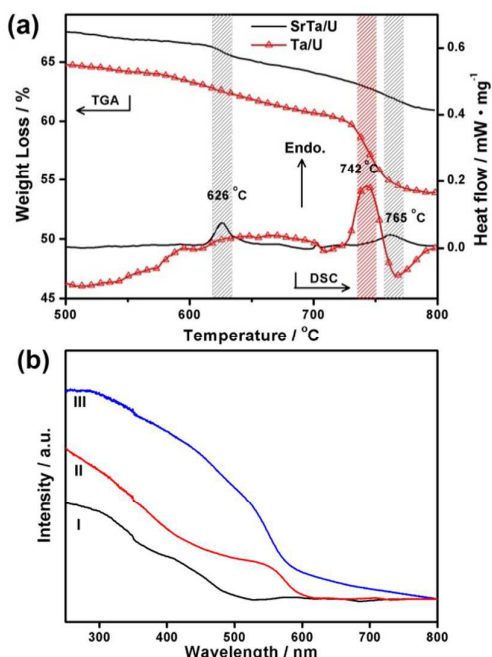 (a)
SrTa/U
Ta/U
TGA
Endo.
742 °C
626 °C
765 °C
DSC
65
60
55
50
45
Weight Loss / %
0.6
0.4
0.2
0.0
Heat flow / mW · mg⁻¹
500
600
700
800
Temperature / °C
(b)
III
II
I
Intensity / a.u.
300
400
500
600
700
800
Wavelength / nm